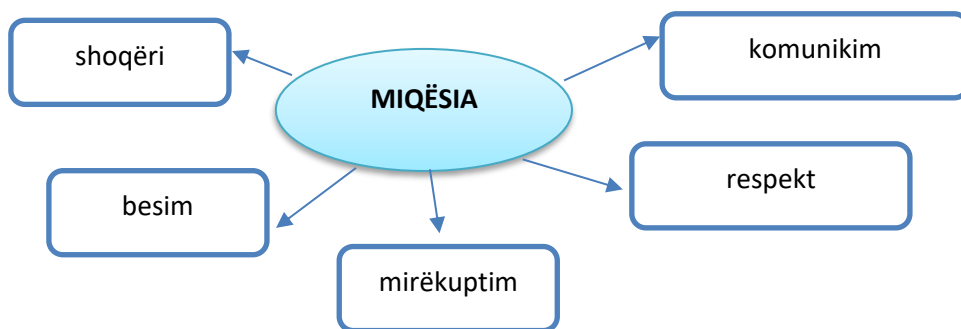 shoqëri
komunikim
MIQËSIA
respekt
besim
mirëkuptim